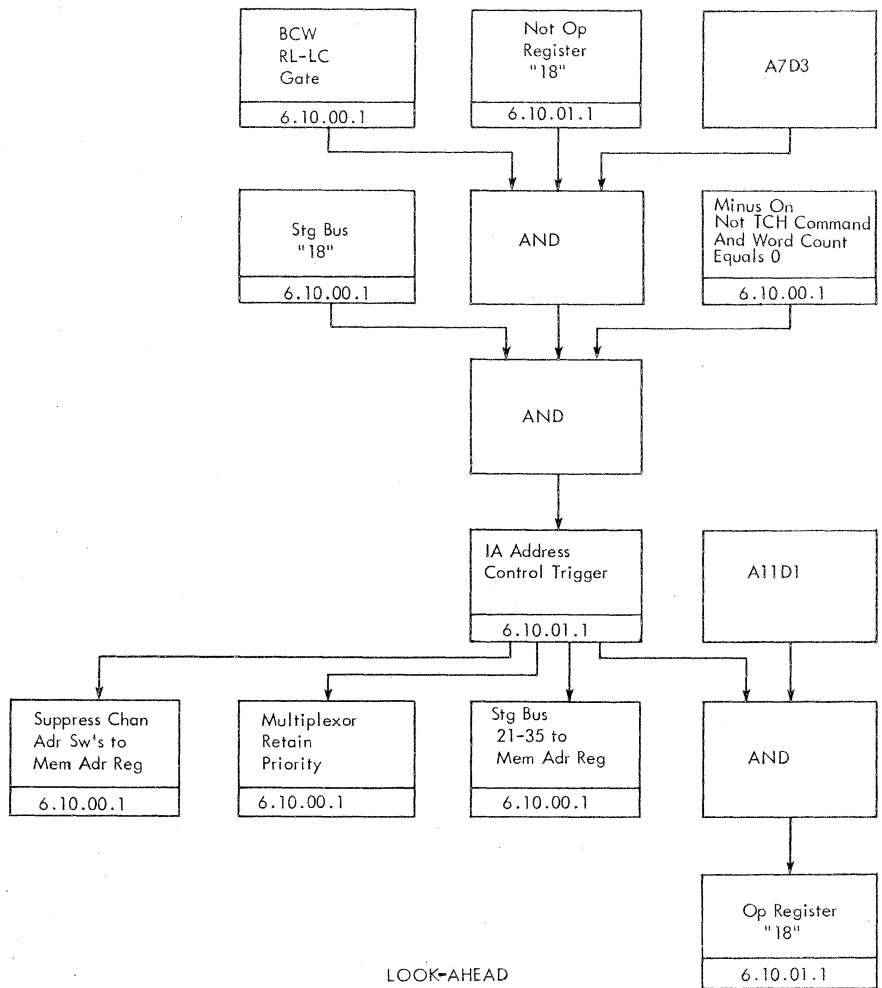 BCW
RL-LC
Gate
6.10.00.1
Not Op
Register
"18"
6.10.01.1
A7D3
Stg Bus
"18"
6.10.00.1
AND
Minus On
Not TCH Command
And Word Count
Equals 0
6.10.00.1
AND
IA Address
Control Trigger
6.10.01.1
A11D1
Suppress Chan
Adr Sw's to
Mem Adr Reg
6.10.00.1
Multiplexor
Retain
Priority
6.10.00.1
Stg Bus
21-35 to
Mem Adr Reg
6.10.00.1
AND
Op Register
"18"
6.10.01.1
LOOK-AHEAD